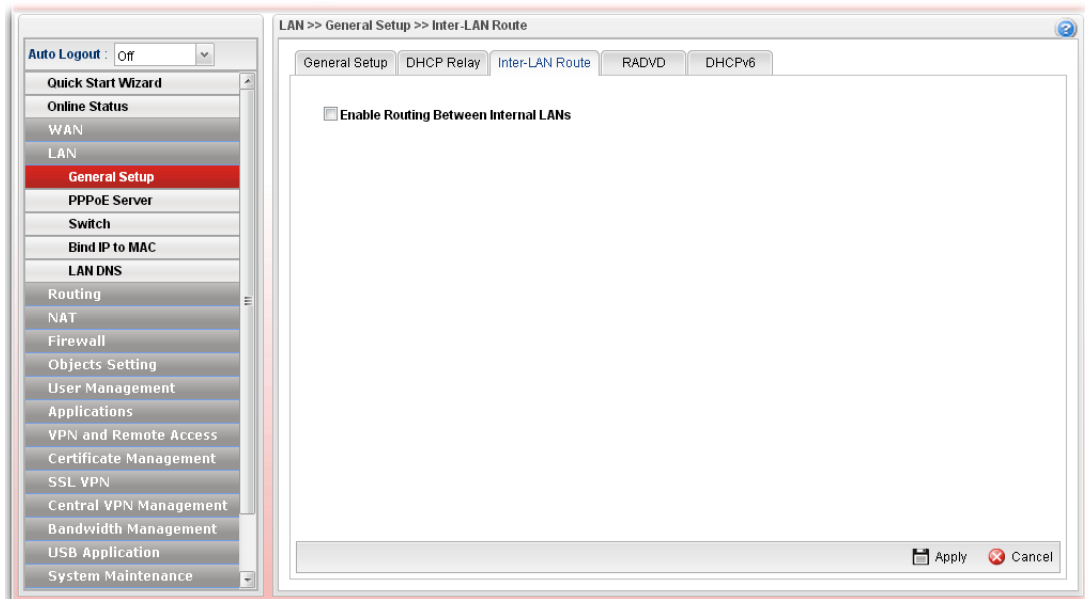 LAN >> General Setup >> Inter-LAN Route
Auto Logout : Off
Quick Start Wizard
Online Status
WAN
LAN
General Setup
PPPoE Server
Switch
Bind IP to MAC
LAN DNS
Routing
NAT
Firewall
Objects Setting
User Management
Applications
VPN and Remote Access
Certificate Management
SSL VPN
Central VPN Management
Bandwidth Management
USB Application
System Maintenance
General Setup DHCP Relay Inter-LAN Route RADVD DHCPv6
Enable Routing Between Internal LANs
Apply Cancel